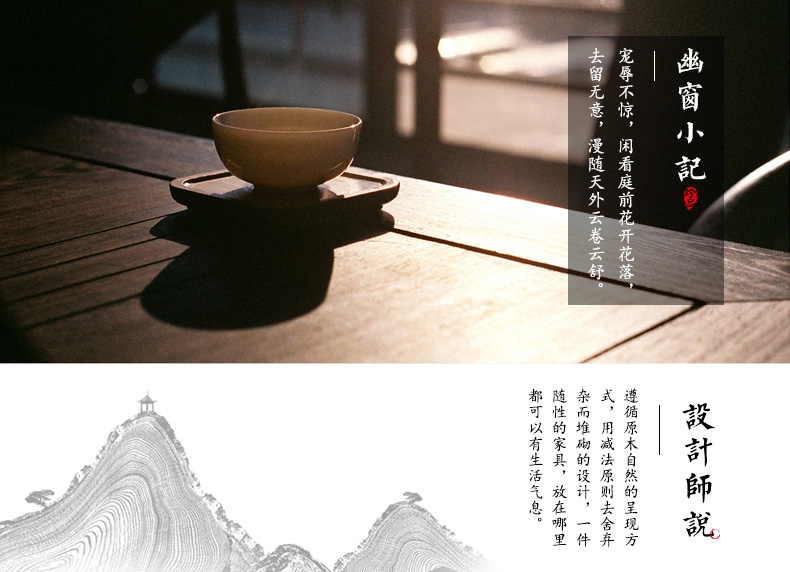 幽窗小記
宠辱不惊，闲看庭前花开花落，
去留无意，漫随天外云卷云舒。
設計師說
遵循原木自然的呈现方
式，用减法原则去舍弃
杂而堆砌的设计，一件
随性的家具，放在哪里
都可以有生活气息。